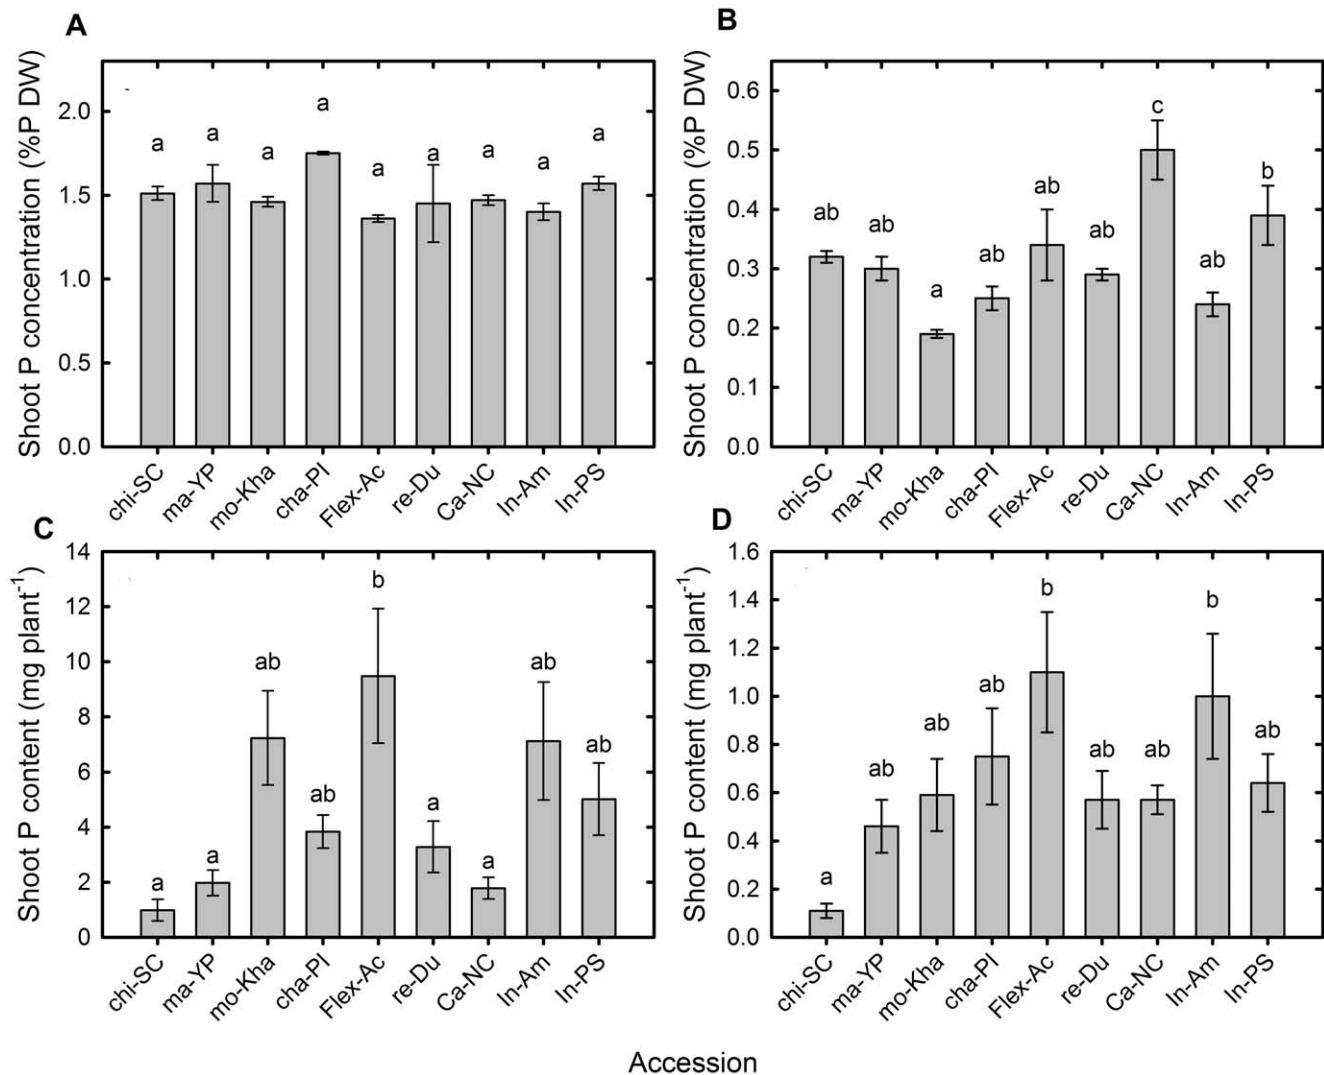 A
Shoot P concentration (%P DW)
2.0
1.5
1.0
0.5
0.0
a a a a a a a a a
chi-SC ma-YP mo-Kha cha-PI Flex-Ac re-Du Ca-NC In-Am In-PS
B
Shoot P concentration (%P DW)
0.6
0.5
0.4
0.3
0.2
0.1
0.0
ab ab a ab ab ab c ab b
chi-SC ma-YP mo-Kha cha-PI Flex-Ac re-Du Ca-NC In-Am In-PS
C
Shoot P content (mg plant⁻¹)
14
12
10
8
6
4
2
0
a a ab ab b a a ab ab
chi-SC ma-YP mo-Kha cha-PI Flex-Ac re-Du Ca-NC In-Am In-PS
D
Shoot P content (mg plant⁻¹)
1.6
1.4
1.2
1.0
0.8
0.6
0.4
0.2
0.0
a ab ab ab b ab ab b ab
chi-SC ma-YP mo-Kha cha-PI Flex-Ac re-Du Ca-NC In-Am In-PS
Accession